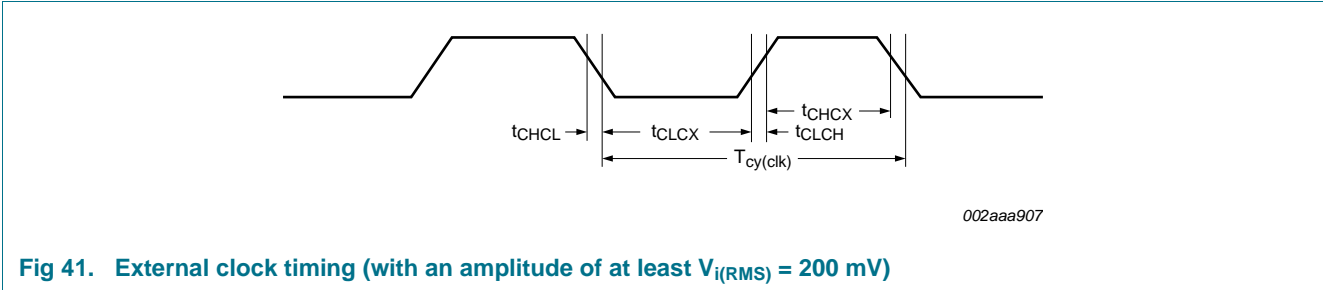 tCHCX
tCHCL tCLCX tCLCH
Tcy(clk)
002aaa907
Fig 41. External clock timing (with an amplitude of at least Vi(RMS) = 200 mV)